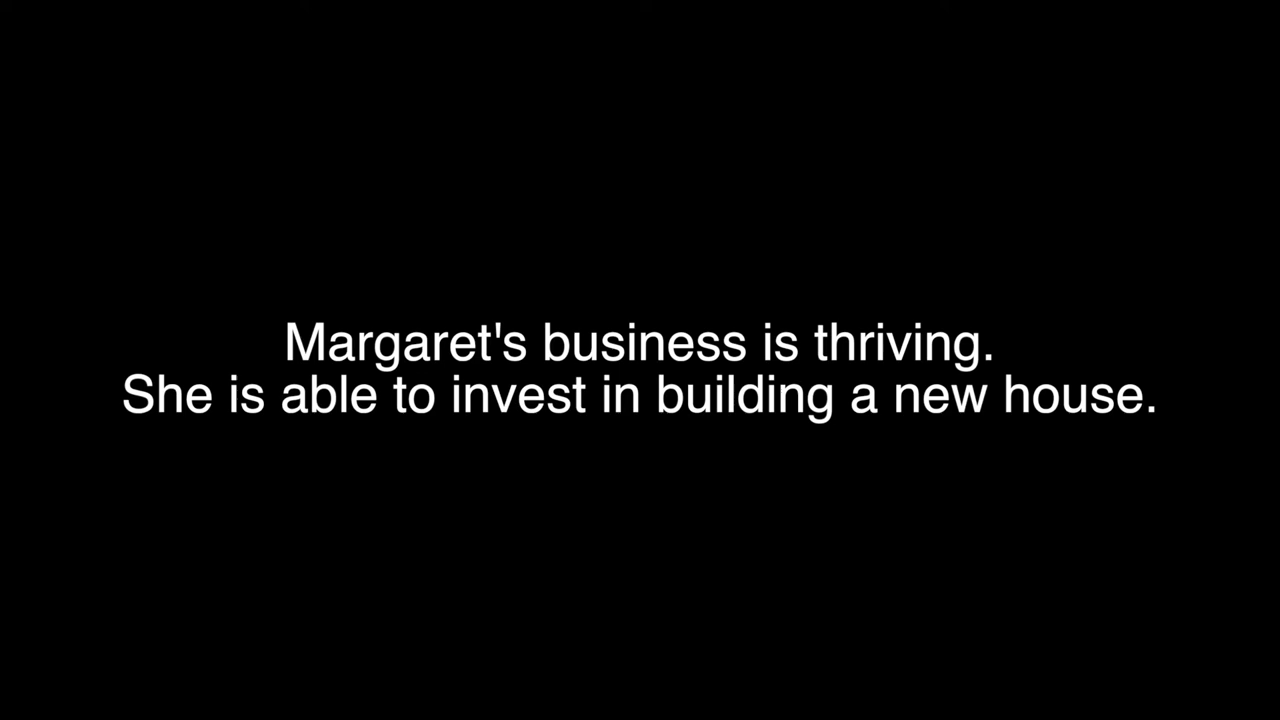 Margaret's business is thriving.
She is able to invest in building a new house.